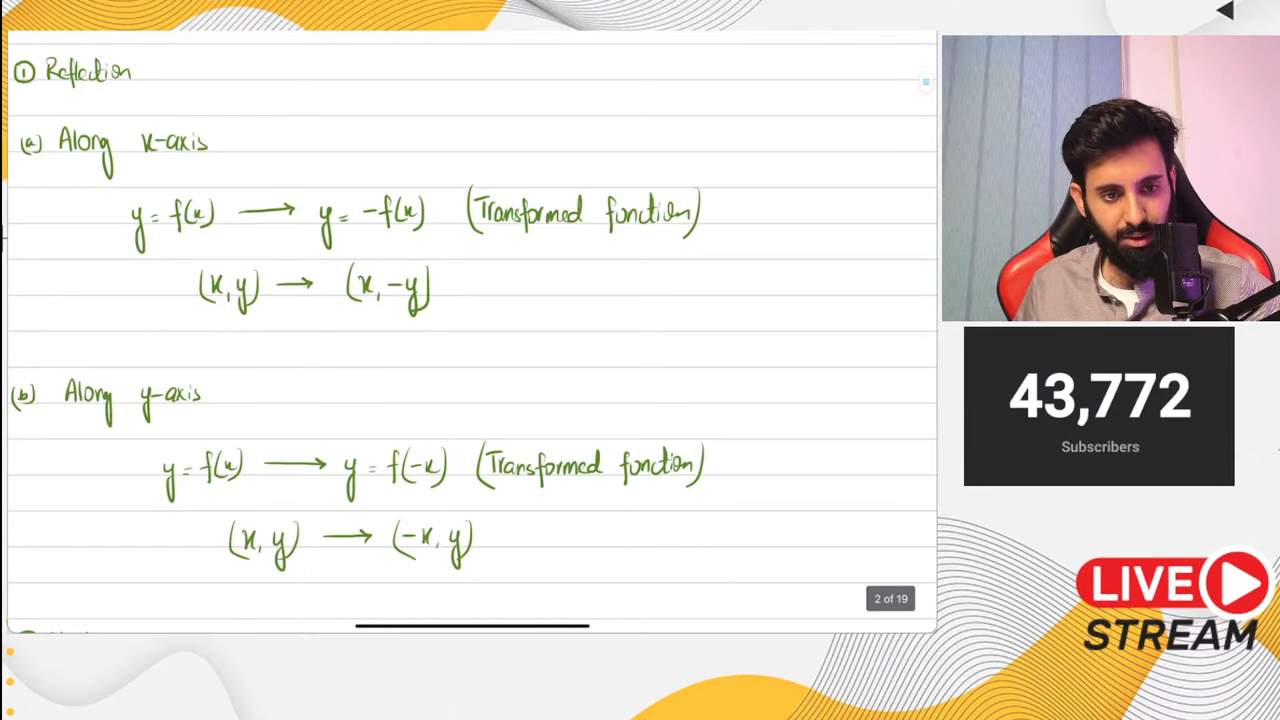 ① Reflection
(a) Along x-axis
y = f(x) ⟶ y = -f(x) (Transformed function)
(x, y) ⟶ (x, -y)
(b) Along y-axis
y = f(x) ⟶ y = f(-x) (Transformed function)
(x, y) ⟶ (-x, y)
2 of 19
43,772
Subscribers
LIVE
STREAM